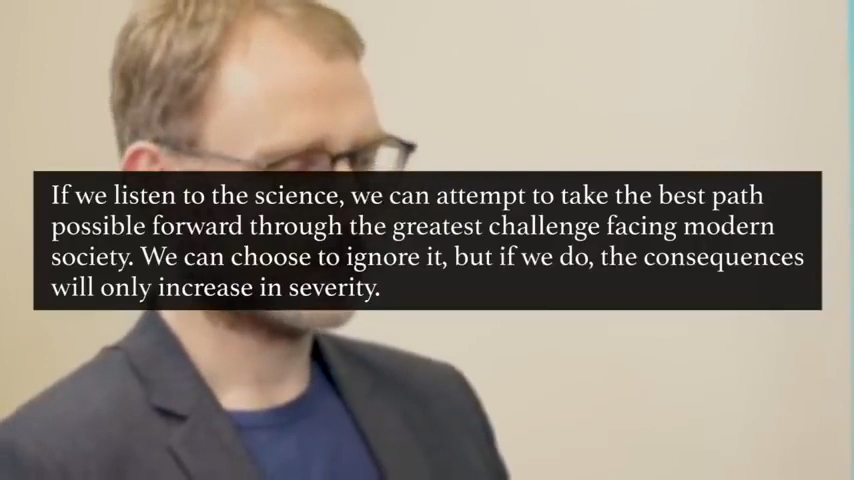 If we listen to the science, we can attempt to take the best path
possible forward through the greatest challenge facing modern
society. We can choose to ignore it, but if we do, the consequences
will only increase in severity.